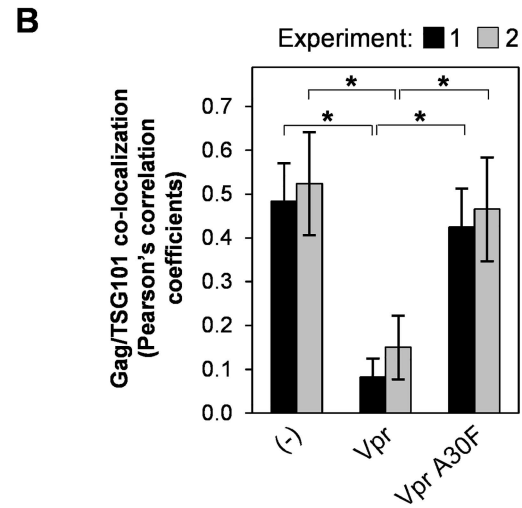 B
Experiment: 1 2
Gag/TSG101 co-localization
(Pearson's correlation
coefficients)
0.7
0.6
0.5
0.4
0.3
0.2
0.1
0.0
* *
* *
(-)
Vpr
Vpr A30F